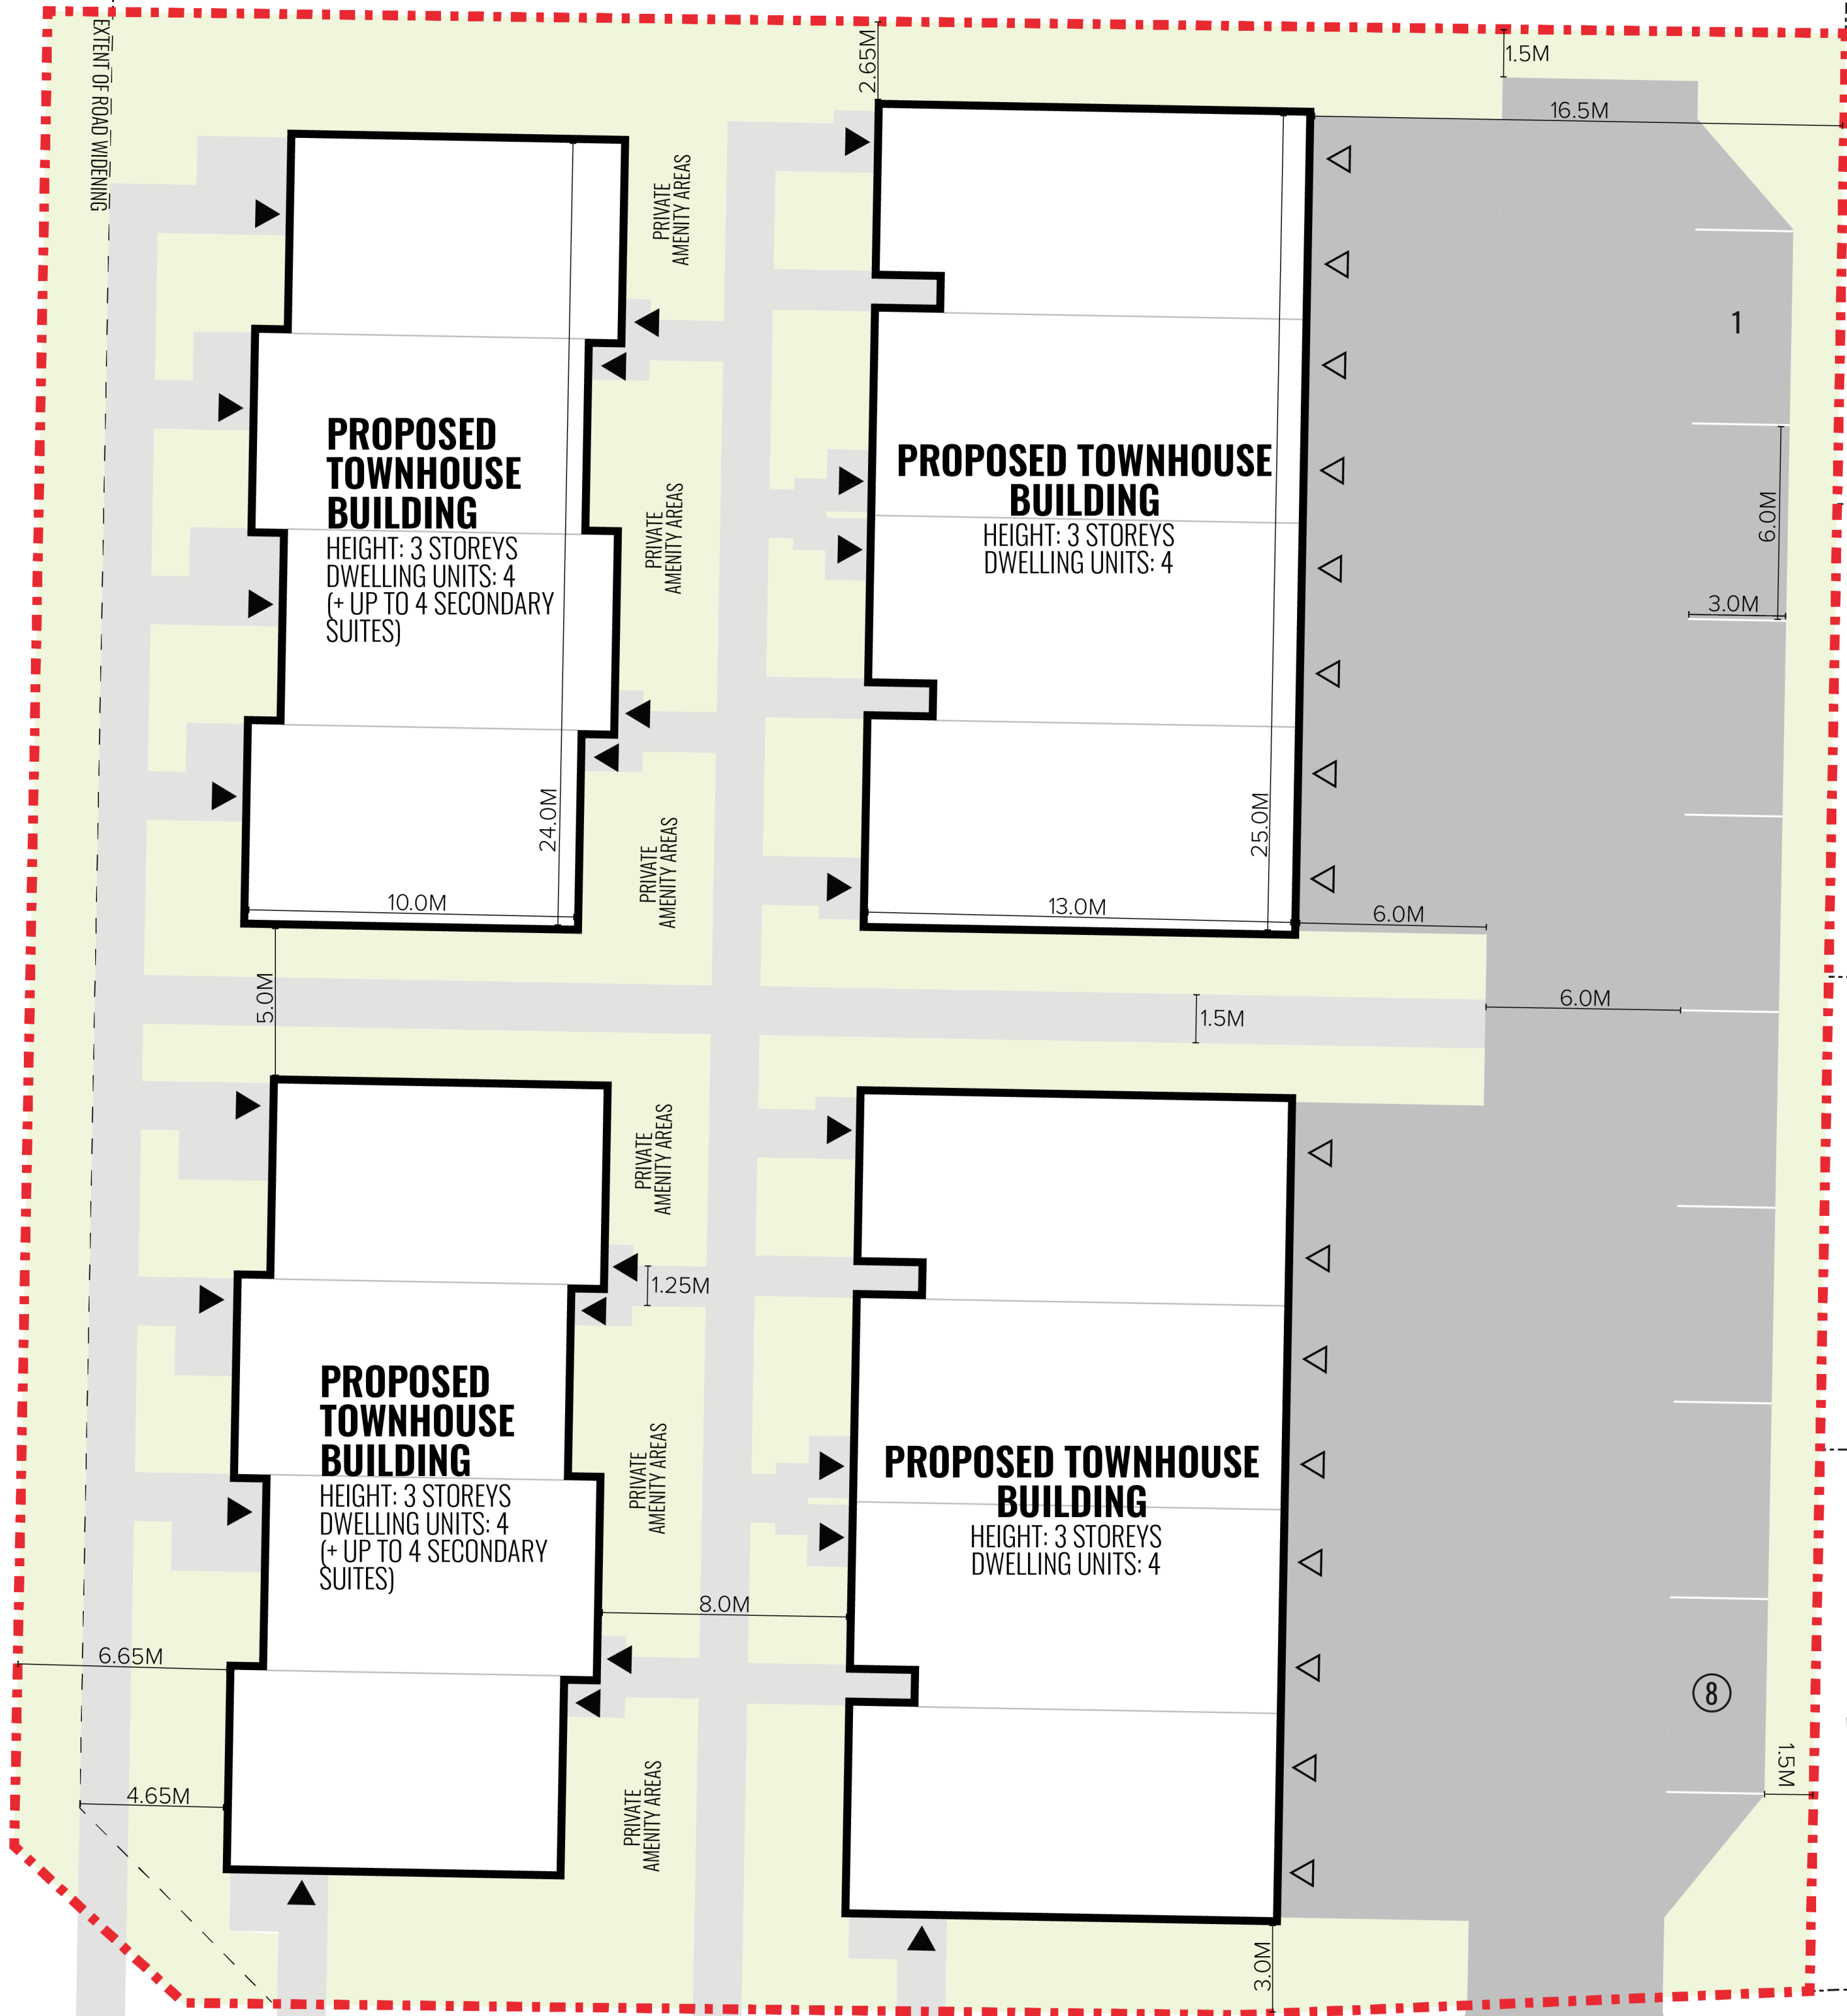 EXTENT OF ROAD WIDENING
2.65M
1.5M
16.5M
PRIVATE
AMENITY AREAS
1
PROPOSED
TOWNHOUSE
BUILDING
HEIGHT: 3 STOREYS
DWELLING UNITS: 4
(+ UP TO 4 SECONDARY
SUITES)
PROPOSED TOWNHOUSE
BUILDING
HEIGHT: 3 STOREYS
DWELLING UNITS: 4
PRIVATE
AMENITY AREAS
6.0M
3.0M
24.0M
25.0M
PRIVATE
AMENITY AREAS
10.0M
13.0M
6.0M
5.0M
1.5M
6.0M
PRIVATE
AMENITY AREAS
1.25M
PROPOSED
TOWNHOUSE
BUILDING
HEIGHT: 3 STOREYS
DWELLING UNITS: 4
(+ UP TO 4 SECONDARY
SUITES)
PRIVATE
AMENITY AREAS
PROPOSED TOWNHOUSE
BUILDING
HEIGHT: 3 STOREYS
DWELLING UNITS: 4
8.0M
6.65M
8
4.65M
PRIVATE
AMENITY AREAS
1.5M
3.0M